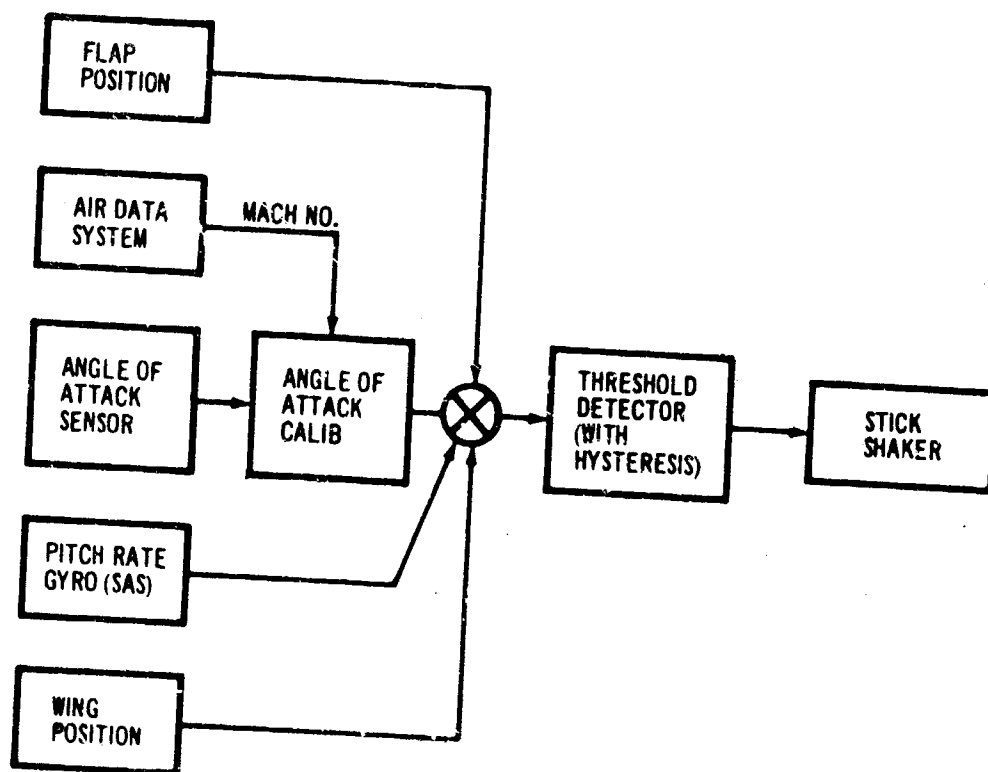 FLAP
POSITION
AIR DATA
SYSTEM
MACH NO.
ANGLE OF
ATTACK
SENSOR
ANGLE OF
ATTACK
CALIB
THRESHOLD
DETECTOR
(WITH
HYSTERESIS)
STICK
SHAKER
PITCH RATE
GYRO (SAS)
WING
POSITION